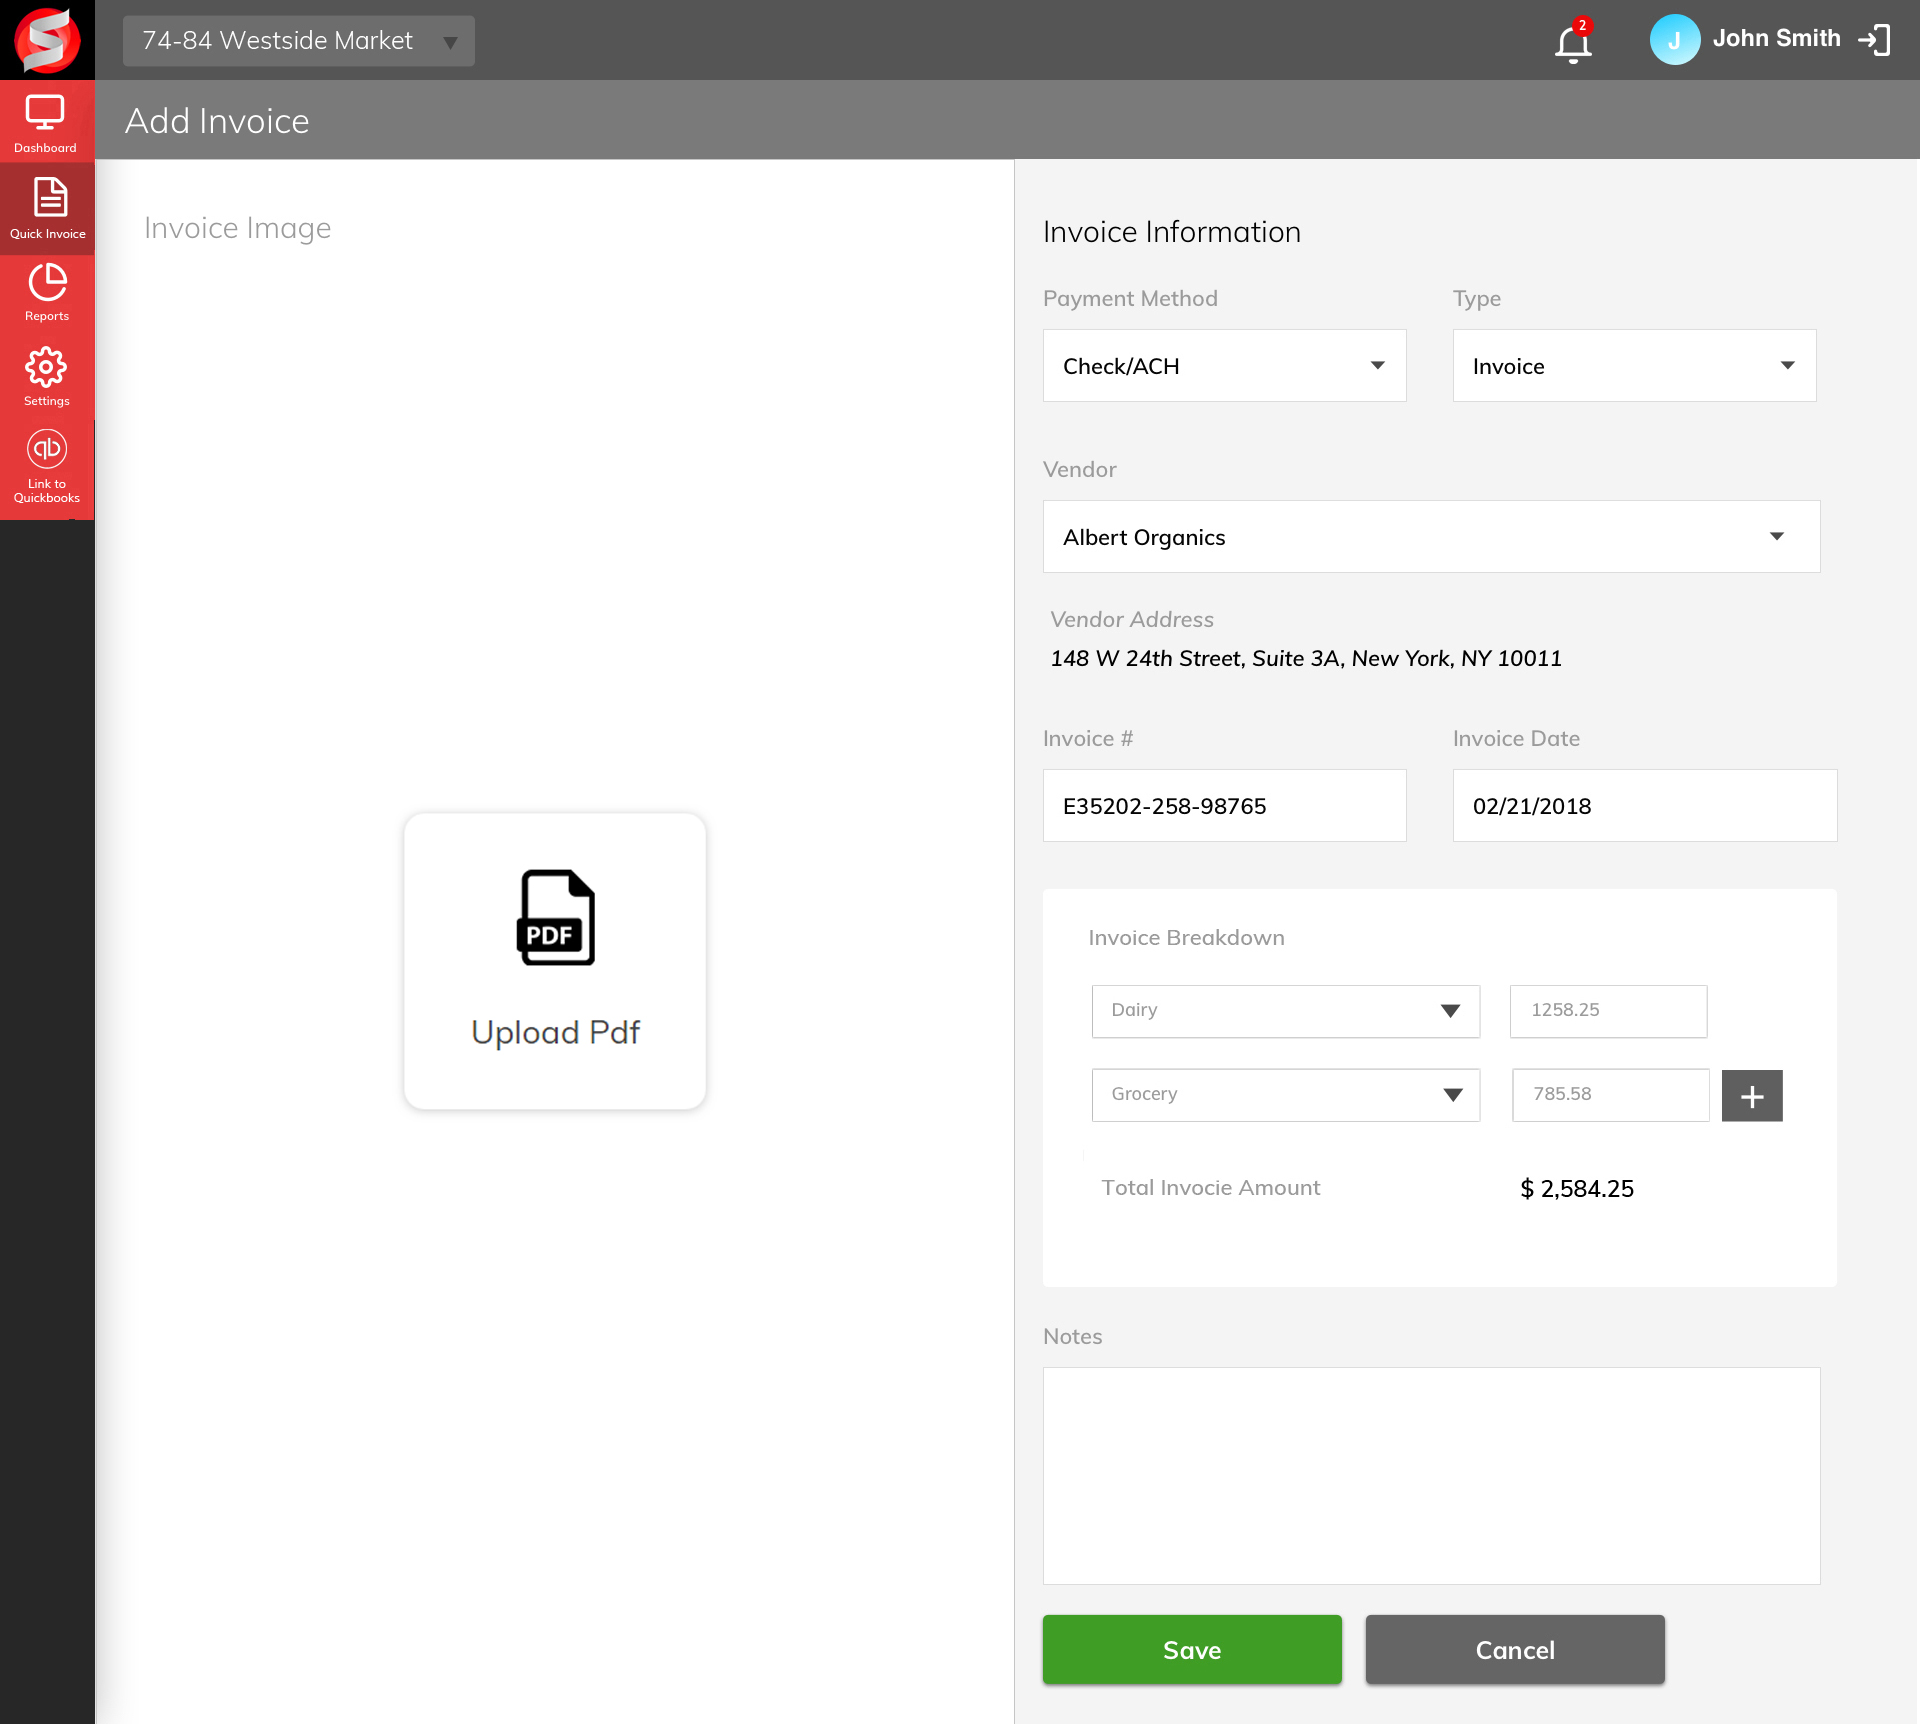 74-84 Westside Market
2
J
John Smith
Add Invoice
Dashboard
Quick Invoice
Reports
Settings
qb
Link to
Quickbooks
Invoice Image
PDF
Upload Pdf
Invoice Information
Payment Method
Type
Check/ACH
Invoice
Vendor
Albert Organics
Vendor Address
148 W 24th Street, Suite 3A, New York, NY 10011
Invoice #
Invoice Date
E35202-258-98765
02/21/2018
Invoice Breakdown
Dairy
1258.25
Grocery
785.58
+
Total Invocie Amount
$ 2,584.25
Notes
Save
Cancel